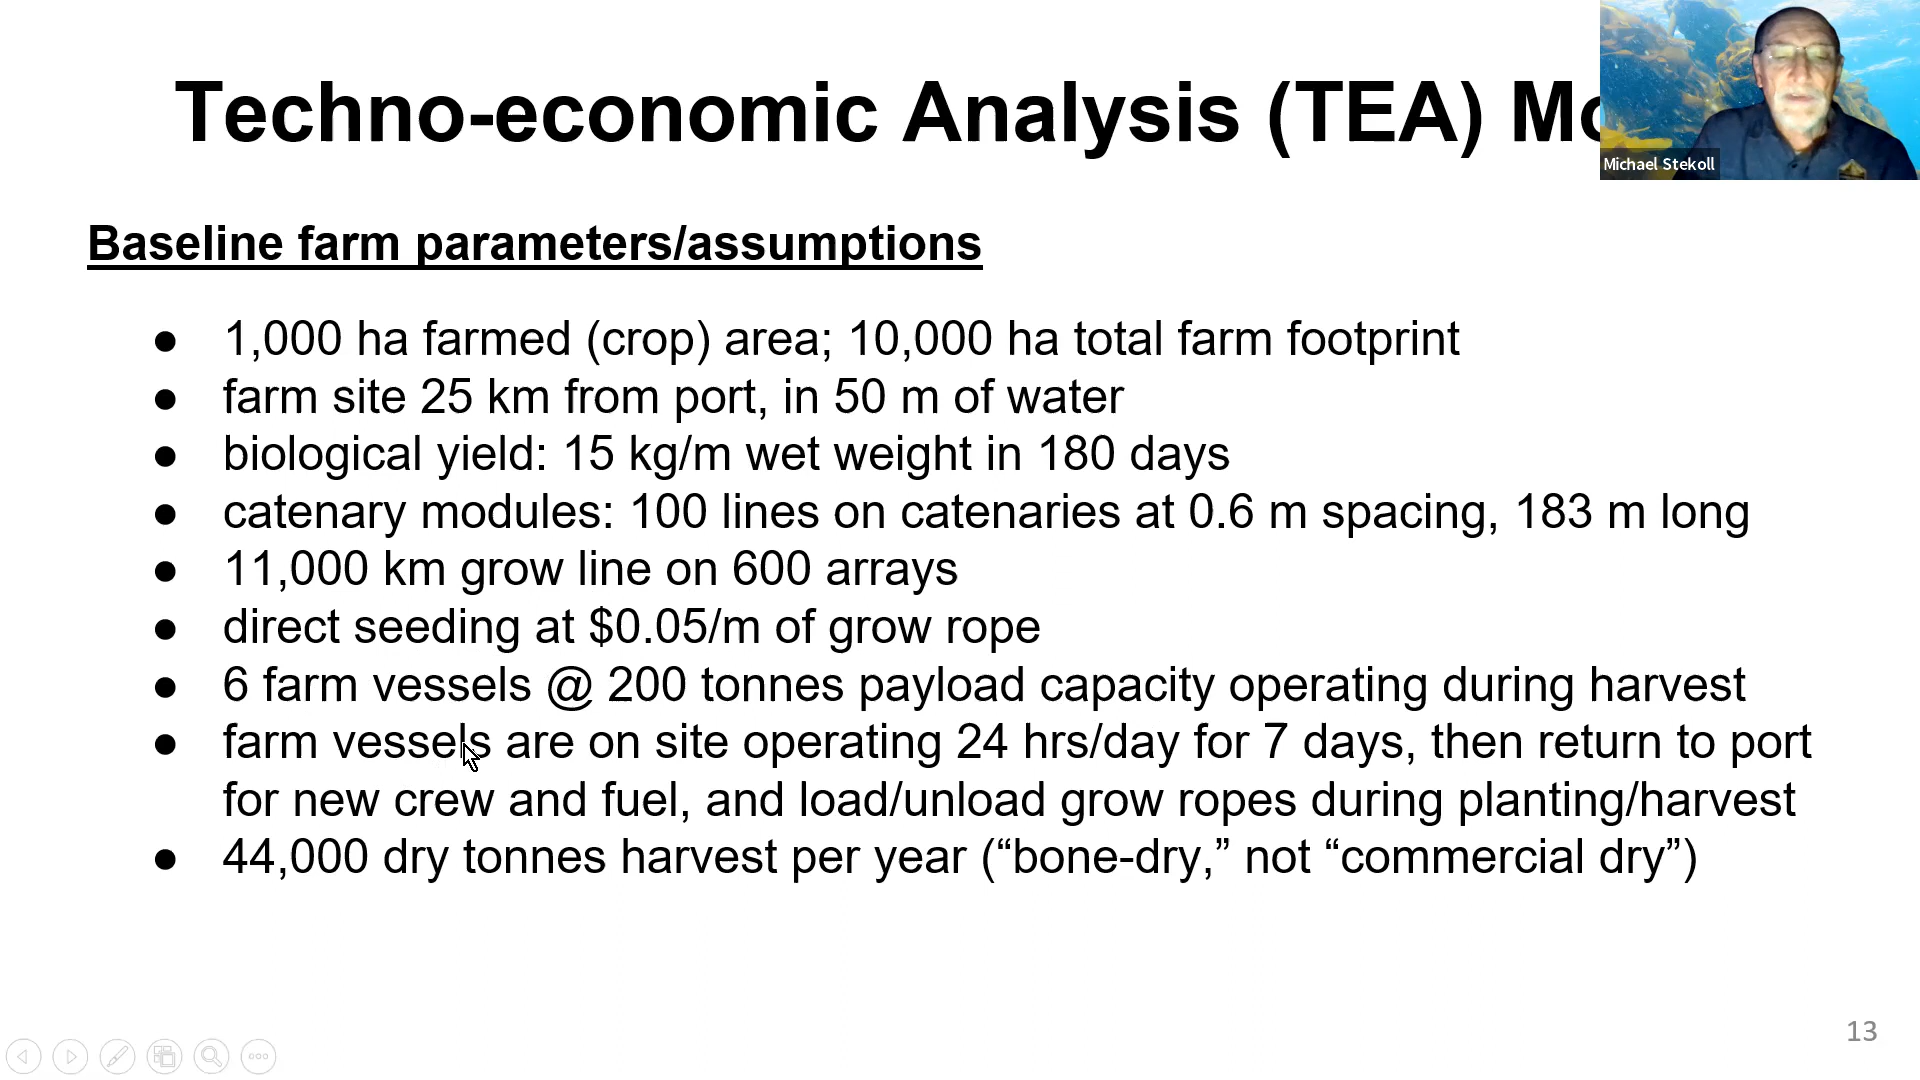 Techno-economic Analysis (TEA)
Michael Stekoll
Baseline farm parameters/assumptions
● 1,000 ha farmed (crop) area; 10,000 ha total farm footprint
● farm site 25 km from port, in 50 m of water
● biological yield: 15 kg/m wet weight in 180 days
● catenary modules: 100 lines on catenaries at 0.6 m spacing, 183 m long
● 11,000 km grow line on 600 arrays
● direct seeding at $0.05/m of grow rope
● 6 farm vessels @ 200 tonnes payload capacity operating during harvest
● farm vessels are on site operating 24 hrs/day for 7 days, then return to port
for new crew and fuel, and load/unload grow ropes during planting/harvest
● 44,000 dry tonnes harvest per year (“bone-dry,” not “commercial dry”)
13